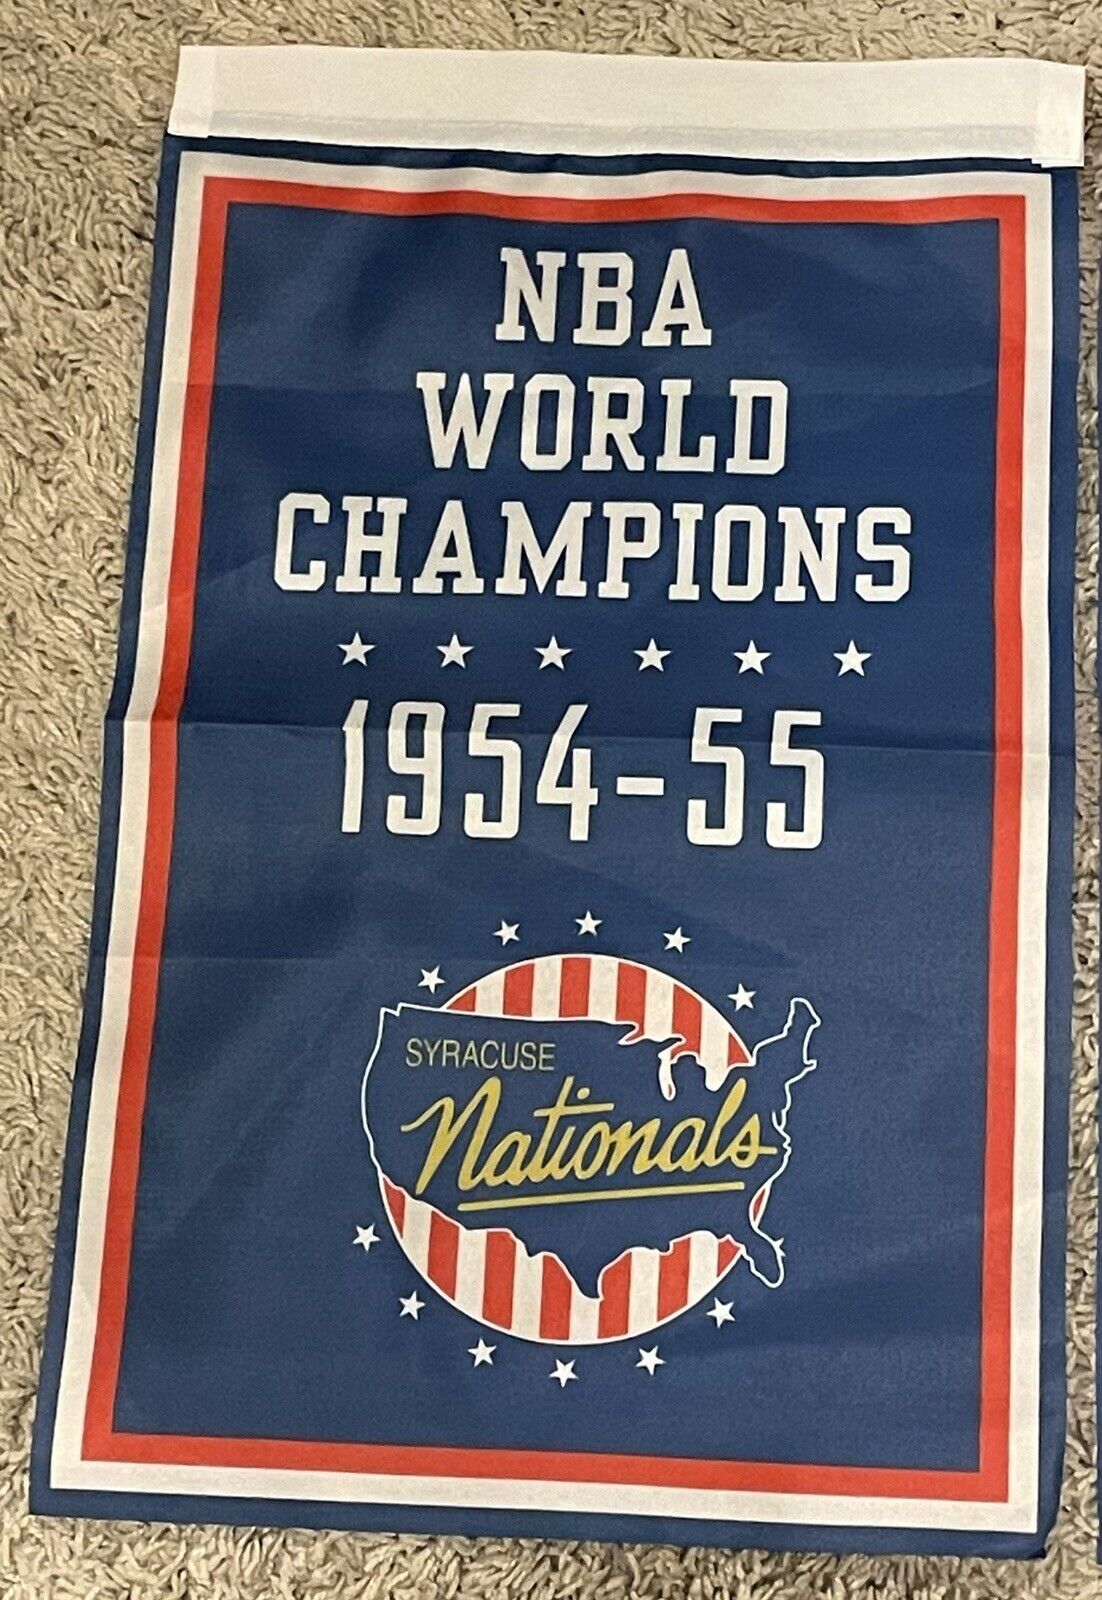 NBA
WORLD
CHAMPIONS
1954-55
SYRACUSE
Nationals